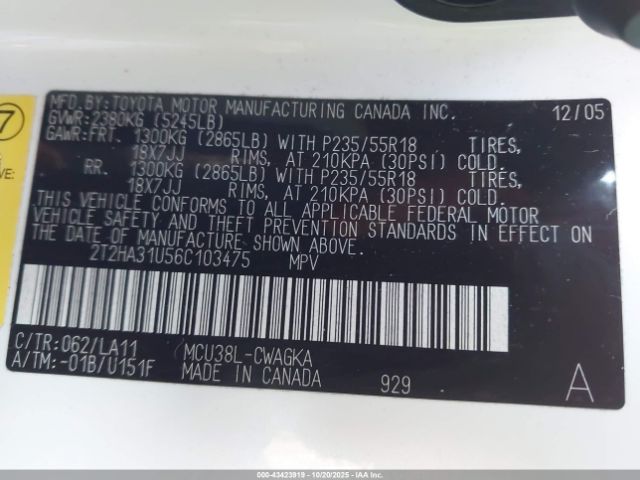 MFD.BY:TOYOTA MOTOR MANUFACTURING CANADA INC. 12/05
GVWR:2380KG (5245LB)
GAWR:FRT. 1300KG (2865LB) WITH P235/55R18 TIRES,
18X7JJ RIMS, AT 210KPA (30PSI) COLD.
RR. 1300KG (2865LB) WITH P235/55R18 TIRES,
18X7JJ RIMS, AT 210KPA (30PSI) COLD.
THIS VEHICLE CONFORMS TO ALL APPLICABLE FEDERAL MOTOR
VEHICLE SAFETY AND THEFT PREVENTION STANDARDS IN EFFECT ON
THE DATE OF MANUFACTURE SHOWN ABOVE.
2T2HA31U56C103475 MPV
C/TR:062/LA11 MCU38L-CWAGKA
A/TM:-01B/U151F MADE IN CANADA 929 A
7
VE:
000-43423919 | 10/20/2025 | IAAI.com